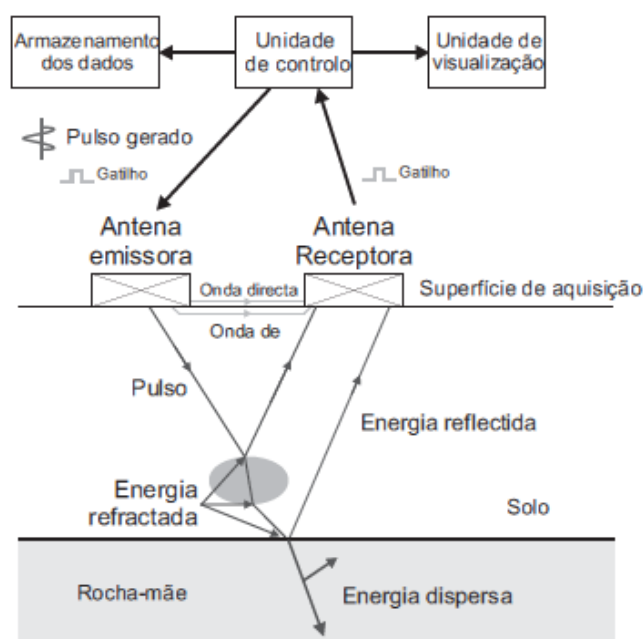 Armazenamento
dos dados
Unidade
de controlo
Unidade de
visualização
Pulso gerado
Gatilho
Gatilho
Antena
emissora
Antena
Receptora
Onda directa
Superfície de aquisição
Onda de
Pulso
Energia reflectida
Energia
refractada
Solo
Rocha-mãe
Energia dispersa